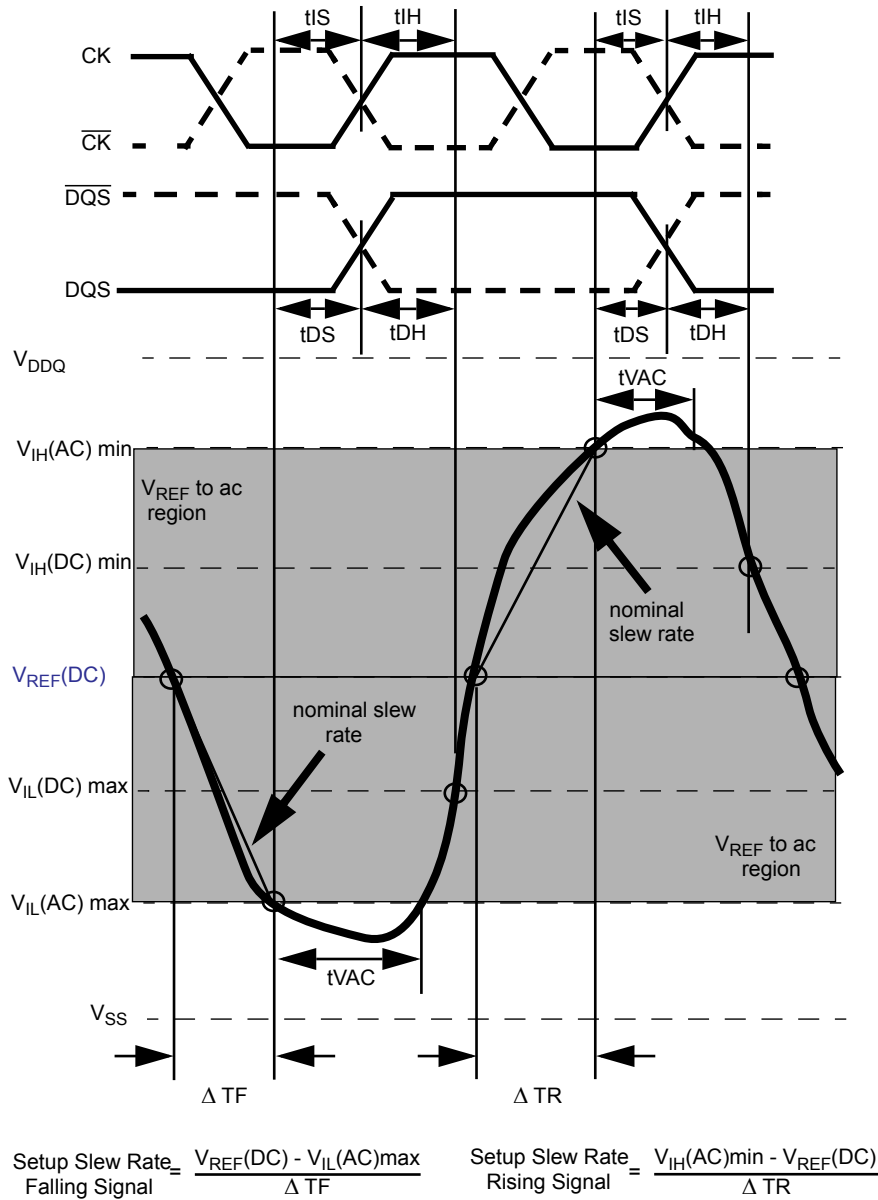 tIS tIH tIS tIH
CK
CK
DQS
DQS
tDS tDH tDS tDH
VDDQ
tVAC
VIH(AC) min
VREF to ac
region
VIH(DC) min
nominal
slew rate
VREF(DC)
nominal slew
rate
VIL(DC) max
VREF to ac
region
VIL(AC) max
tVAC
VSS
Δ TF Δ TR
Setup Slew Rate
Falling Signal
=
VREF(DC) - VIL(AC)max
Δ TF
Setup Slew Rate
Rising Signal
=
VIH(AC)min - VREF(DC)
Δ TR